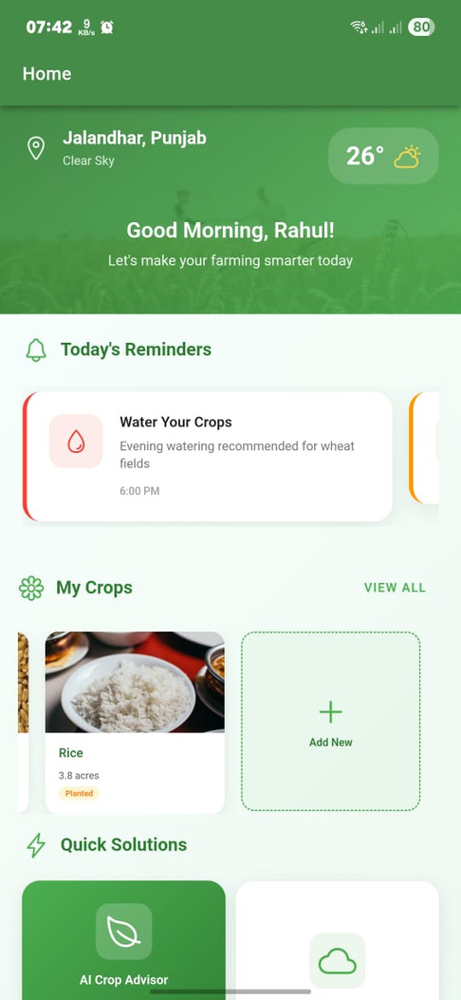 07:42 9 KB/s 80
Home
Jalandhar, Punjab
Clear Sky
26°
Good Morning, Rahul!
Let's make your farming smarter today
Today's Reminders
Water Your Crops
Evening watering recommended for wheat
fields
6:00 PM
My Crops
VIEW ALL
Rice
3.8 acres
Planted
Add New
Quick Solutions
AI Crop Advisor